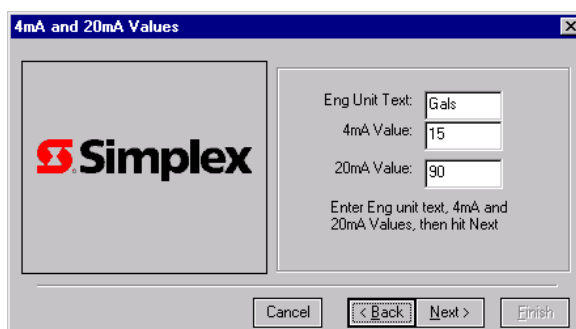 4mA and 20mA Values
Simplex
Eng Unit Text: Gals
4mA Value: 15
20mA Value: 90
Enter Eng unit text, 4mA and
20mA Values, then hit Next
Cancel < Back Next > Finish